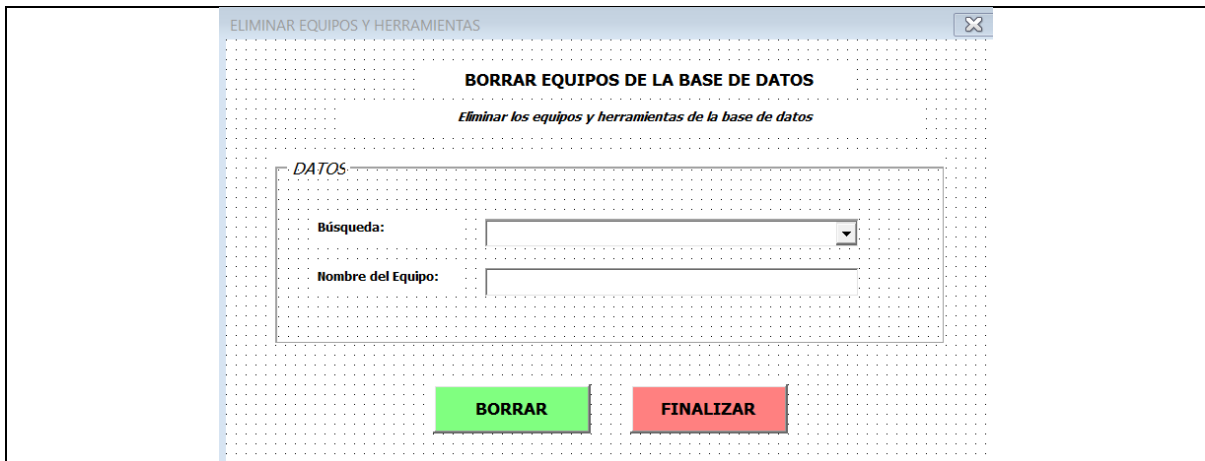 ELIMINAR EQUIPOS Y HERRAMIENTAS
BORRAR EQUIPOS DE LA BASE DE DATOS
Eliminar los equipos y herramientas de la base de datos
DATOS
Búsqueda:
Nombre del Equipo:
BORRAR
FINALIZAR